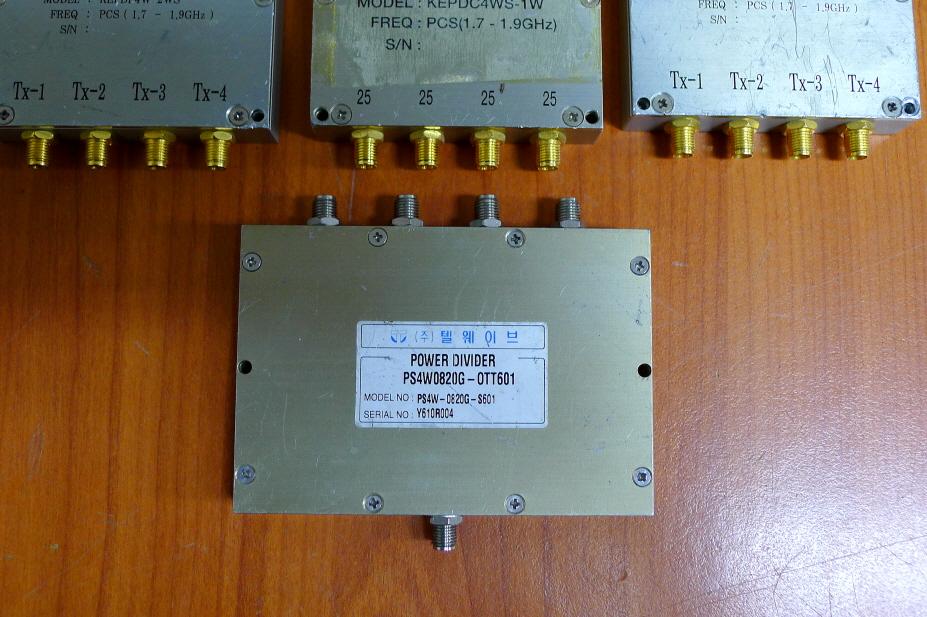 MODEL : KEPDP4W-2WS
FREQ : PCS ( 1.7 - 1.9GHz )
S/N :
Tx-1 Tx-2 Tx-3 Tx-4
MODEL : KEPDC4WS-1W
FREQ : PCS(1.7 - 1.9GHz)
S/N :
25 25 25 25
FREQ : PCS ( 1.7 - 1.9GHz )
S/N :
Tx-1 Tx-2 Tx-3 Tx-4
(주) 텔웨이브
POWER DIVIDER
PS4W0820G-OTT601
MODEL NO : PS4W-0820G-S601
SERIAL NO : Y610R004